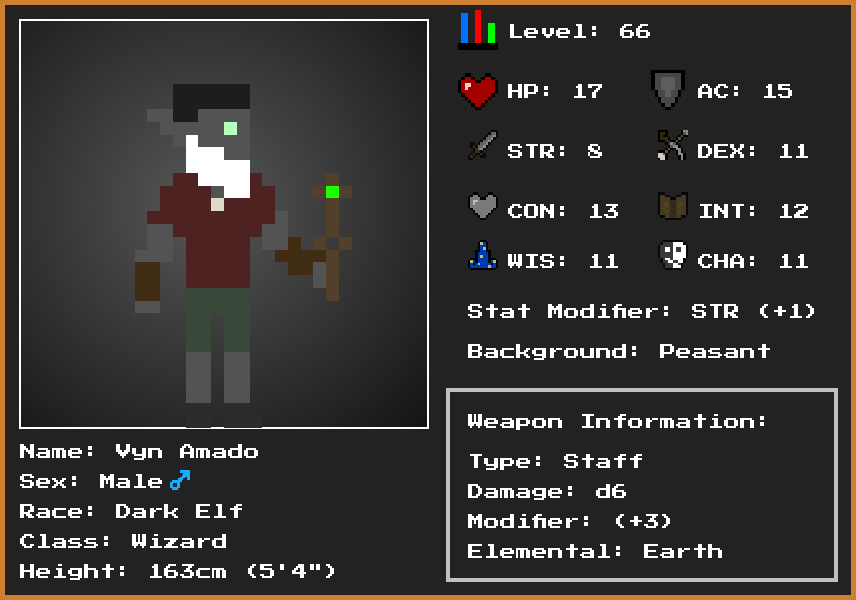 Level: 66
HP: 17 AC: 15
STR: 8 DEX: 11
CON: 13 INT: 12
WIS: 11 CHA: 11
Stat Modifier: STR (+1)
Background: Peasant
Weapon Information:
Type: Staff
Damage: d6
Modifier: (+3)
Elemental: Earth
Name: Vyn Amado
Sex: Male ♂
Race: Dark Elf
Class: Wizard
Height: 163cm (5'4")